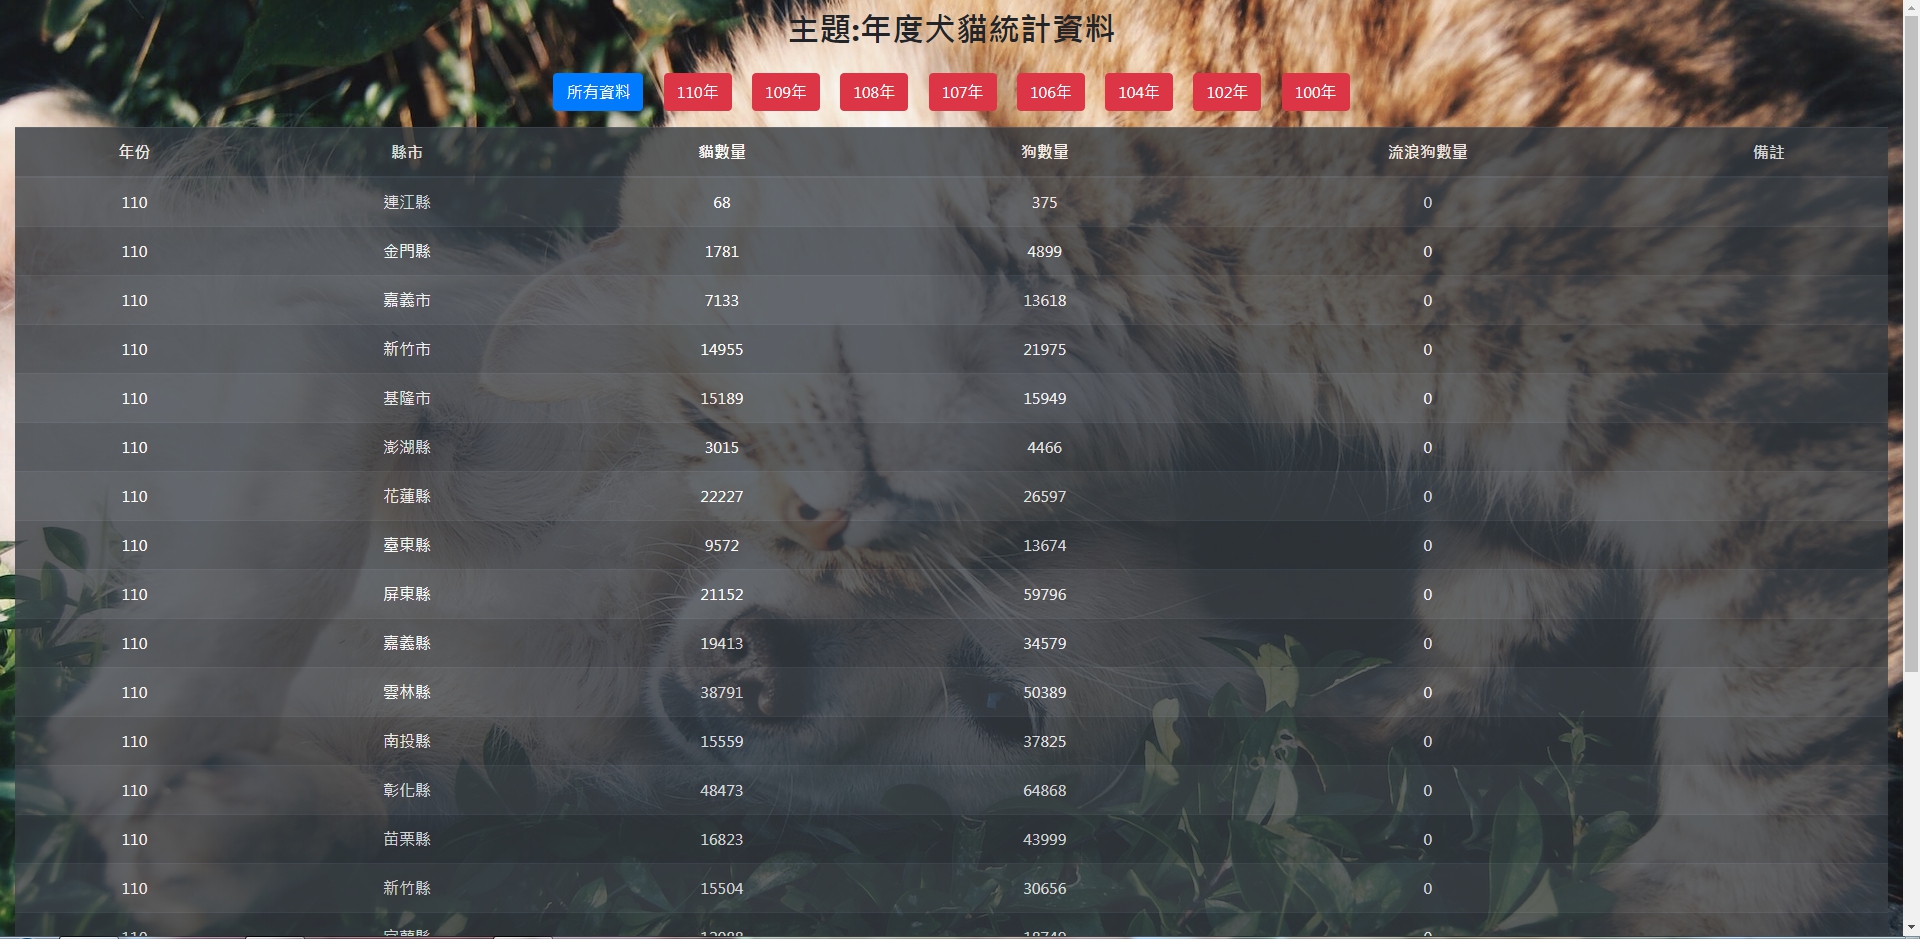 主題:年度犬貓統計資料
所有資料 110年 109年 108年 107年 106年 104年 102年 100年
年份 縣市 貓數量 狗數量 流浪狗數量 備註
110 連江縣 68 375 0
110 金門縣 1781 4899 0
110 嘉義市 7133 13618 0
110 新竹市 14955 21975 0
110 基隆市 15189 15949 0
110 澎湖縣 3015 4466 0
110 花蓮縣 22227 26597 0
110 臺東縣 9572 13674 0
110 屏東縣 21152 59796 0
110 嘉義縣 19413 34579 0
110 雲林縣 38791 50389 0
110 南投縣 15559 37825 0
110 彰化縣 48473 64868 0
110 苗栗縣 16823 43999 0
110 新竹縣 15504 30656 0